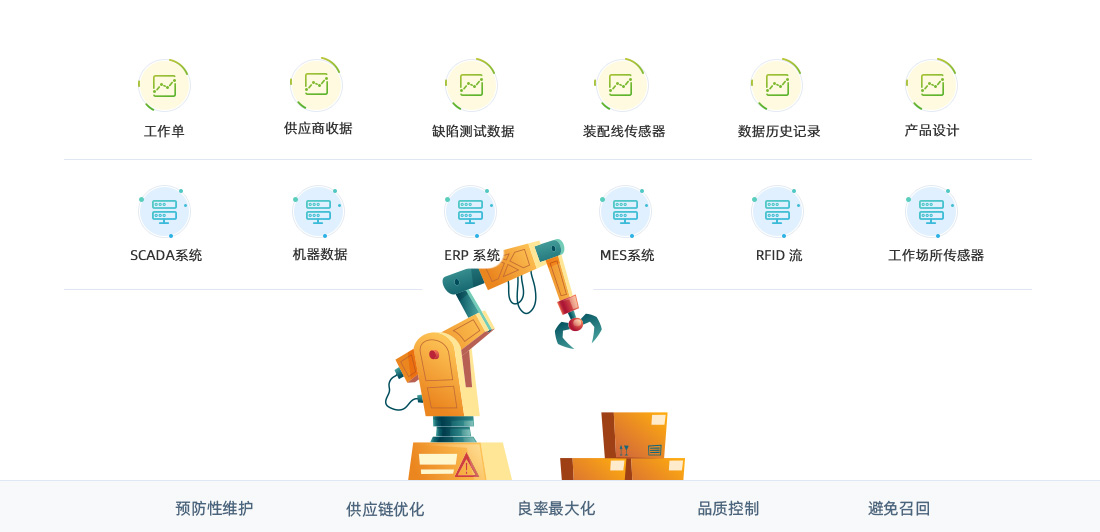 工作单
供应商收据
缺陷测试数据
装配线传感器
数据历史记录
产品设计
SCADA系统
机器数据
ERP 系统
MES系统
RFID 流
工作场所传感器
预防性维护
供应链优化
良率最大化
品质控制
避免召回